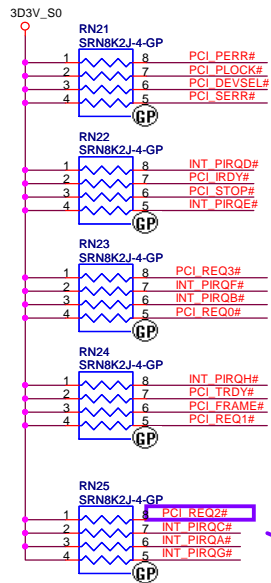 3D3V_S0
RN21
SRN8K2J-4-GP
1 8 PCI_PERR#
2 7 PCI_PLOCK#
3 6 PCI_DEVSEL#
4 5 PCI_SERR#
GP
RN22
SRN8K2J-4-GP
1 8 INT_PIRQD#
2 7 PCI_IRDY#
3 6 PCI_STOP#
4 5 INT_PIRQE#
GP
RN23
SRN8K2J-4-GP
1 8 PCI_REQ3#
2 7 INT_PIRQF#
3 6 INT_PIRQB#
4 5 PCI_REQ0#
GP
RN24
SRN8K2J-4-GP
1 8 INT_PIRQH#
2 7 PCI_TRDY#
3 6 PCI_FRAME#
4 5 PCI_REQ1#
GP
RN25
SRN8K2J-4-GP
1 8 PCI_REQ2#
2 7 INT_PIRQC#
3 6 INT_PIRQA#
4 5 INT_PIRQG#
GP